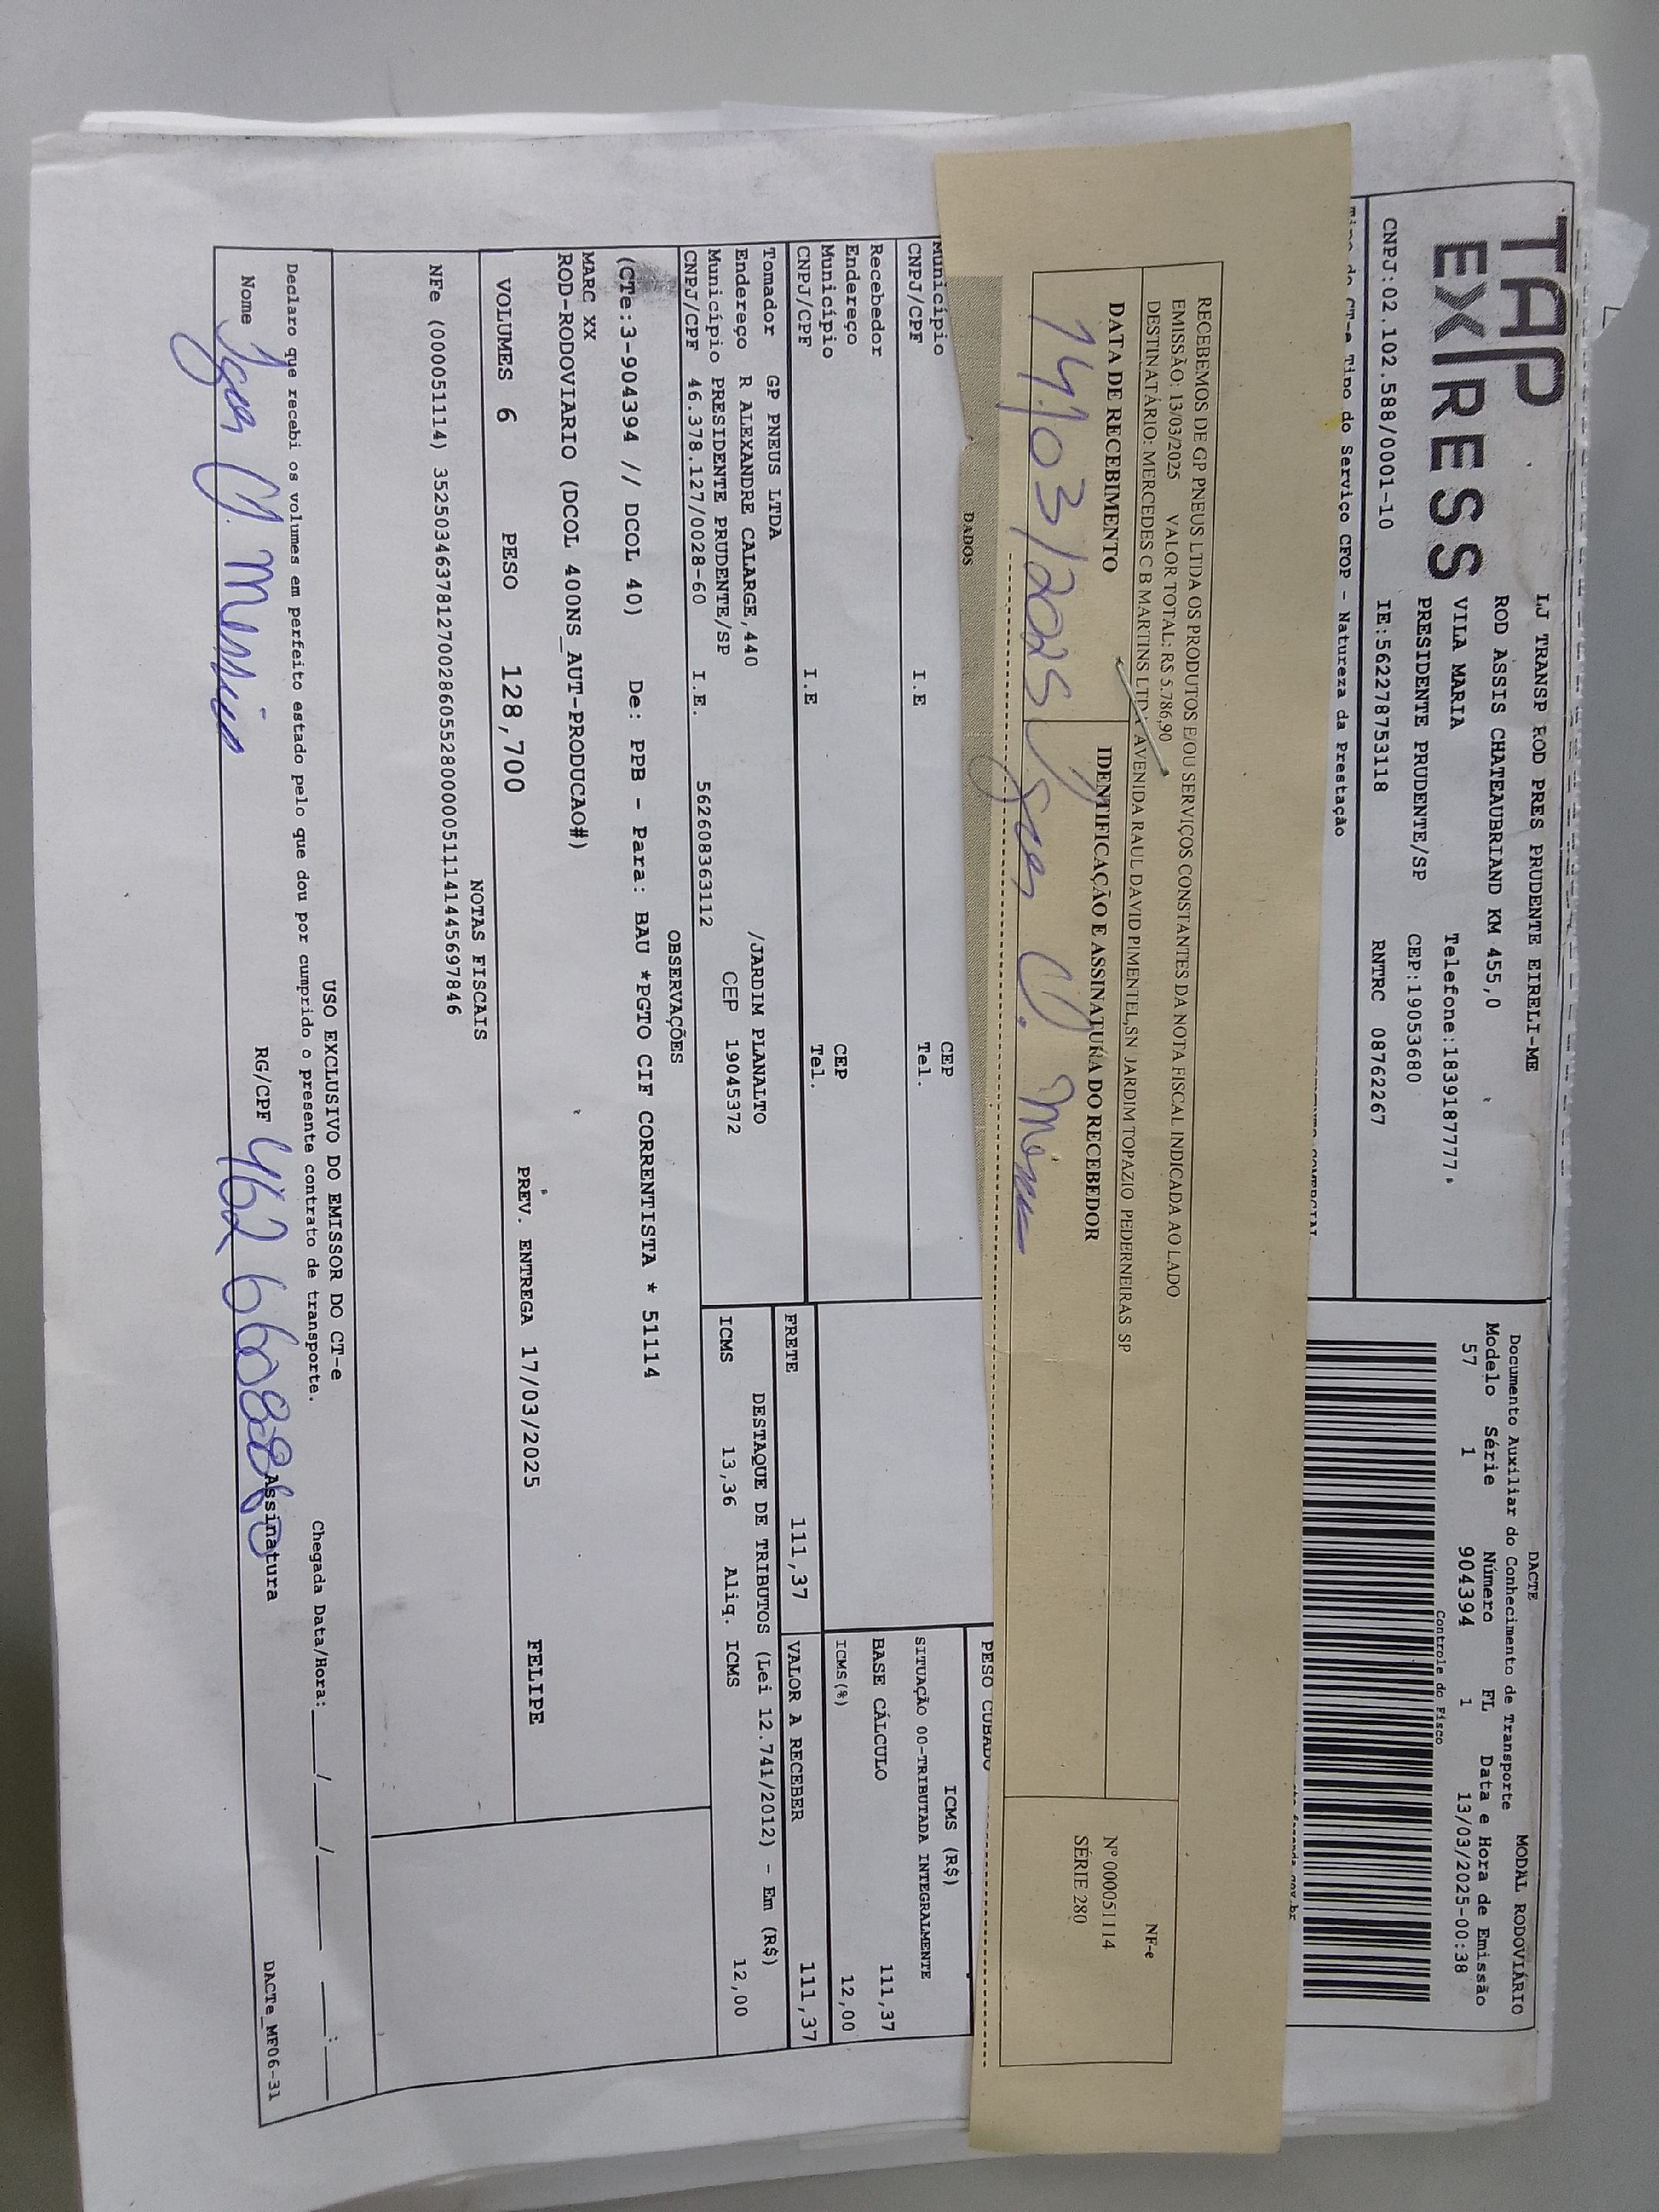 TAP
EXPRESS
LJ TRANSP ROD PRES PRUDENTE EIRELI-ME
ROD ASSIS CHATEAUBRIAND KM 455,0
VILA MARIA Telefone:1839187777
PRESIDENTE PRUDENTE/SP CEP:19053680
CNPJ:02.102.588/0001-10 IE:562278753118 RNTRC 08762267
DACTE MODAL RODOVIÁRIO
Documento Auxiliar do Conhecimento de Transporte
Modelo Série Número FL Data e Hora de Emissão
57 1 904394 1 13/03/2025-00:38
Controle do Fisco
Tipo do CT-e Tipo do Serviço CFOP - Natureza da Prestação
RECEBEMOS DE GP PNEUS LTDA OS PRODUTOS E/OU SERVIÇOS CONSTANTES DA NOTA FISCAL INDICADA AO LADO
EMISSÃO: 13/03/2025 VALOR TOTAL: R$ 5.786,90
DESTINATÁRIO: MERCEDES C B MARTINS LTDA AVENIDA RAUL DAVID PIMENTEL,SN JARDIM TOPAZIO PEDERNEIRAS SP
DATA DE RECEBIMENTO IDENTIFICAÇÃO E ASSINATURA DO RECEBEDOR
14/03/2025
NF-e
Nº 000051114
SÉRIE 280
DADOS
PESO CUBADO
Município CEP
CNPJ/CPF I.E Tel.
Recebedor
Endereço
Município CEP
CNPJ/CPF I.E Tel.
ICMS (R$)
SITUAÇÃO 00-TRIBUTADA INTEGRALMENTE
BASE CÁLCULO 111,37
ICMS(%) 12,00
Tomador GP PNEUS LTDA
Endereço R ALEXANDRE CALARGE,440 /JARDIM PLANALTO
Município PRESIDENTE PRUDENTE/SP CEP 19045372
CNPJ/CPF 46.378.127/0028-60 I.E. 562608363112
FRETE 111,37 VALOR A RECEBER 111,37
DESTAQUE DE TRIBUTOS (Lei 12.741/2012) - Em (R$)
ICMS 13,36 Aliq. ICMS 12,00
OBSERVAÇÕES
(CTe:3-904394 // DCOL 40) De: PPB - Para: BAU *PGTO CIF CORRENTISTA * 51114
MARC XX
ROD-RODOVIARIO (DCOL 400NS_AUT-PRODUCAO#)
VOLUMES 6 PESO 128,700 PREV. ENTREGA 17/03/2025 FELIPE
NOTAS FISCAIS
NFe (000051114) 35250346378127002860552800000511141445697846
USO EXCLUSIVO DO EMISSOR DO CT-e
Declaro que recebi os volumes em perfeito estado pelo que dou por cumprido o presente contrato de transporte. Chegada Data/Hora:___/___/___ ___:___
Nome RG/CPF Assinatura
DACTe_MF06-31